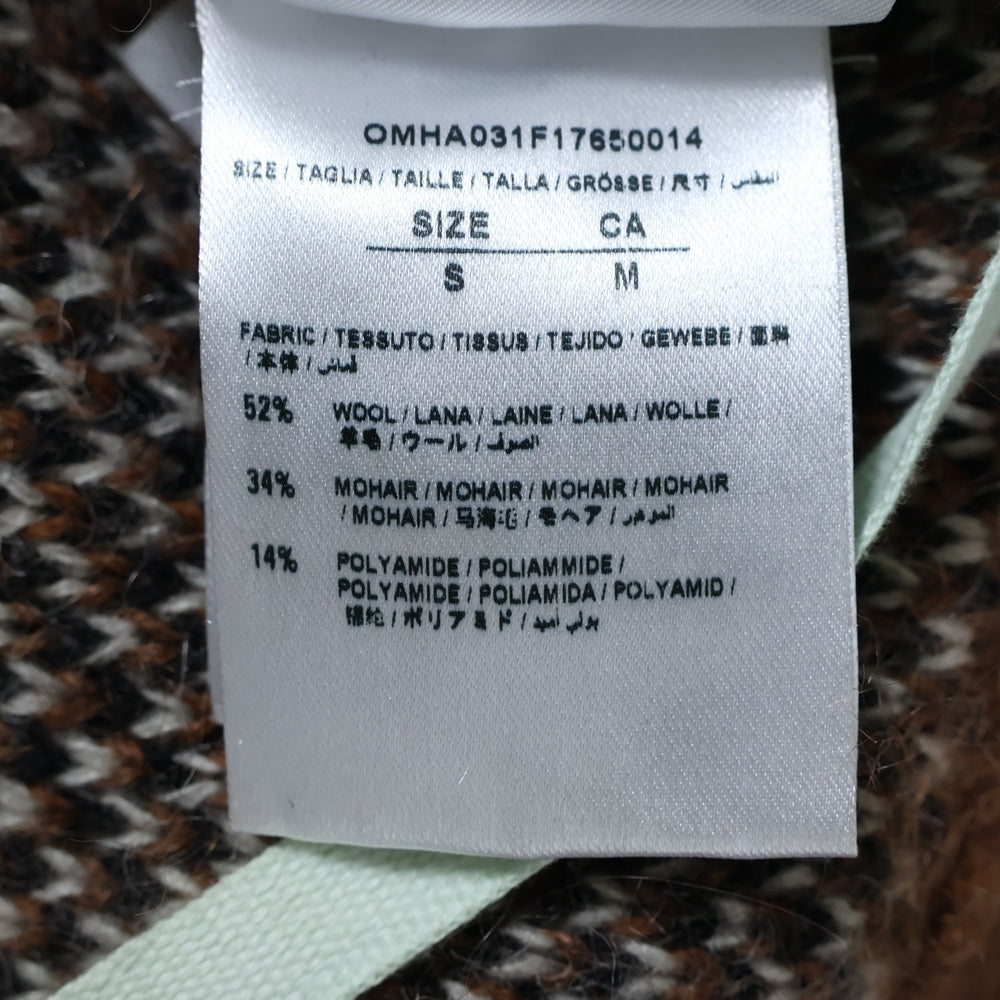 OMHA031F17650014
SIZE / TAGLIA / TAILLE / TALLA / GRÖSSE / 尺寸 / المقاس
SIZE CA
S M
FABRIC / TESSUTO / TISSUS / TEJIDO / GEWEBE / 面料
/ 本体 / قماش
52% WOOL / LANA / LAINE / LANA / WOLLE /
羊毛 / ウール / الصوف
34% MOHAIR / MOHAIR / MOHAIR / MOHAIR
/ MOHAIR / 马海毛 / モヘア / الموهير
14% POLYAMIDE / POLIAMMIDE /
POLYAMIDE / POLIAMIDA / POLYAMID /
锦纶 / ポリアミド / بولي أميد